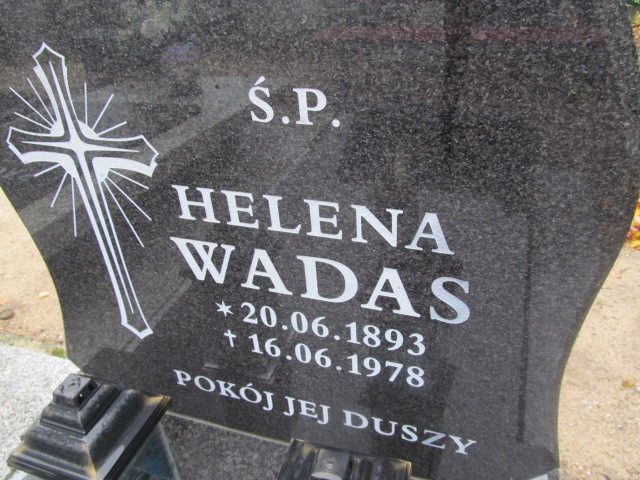 Ś.P.
HELENA
WADAS
* 20.06.1893
† 16.06.1978
POKÓJ JEJ DUSZY